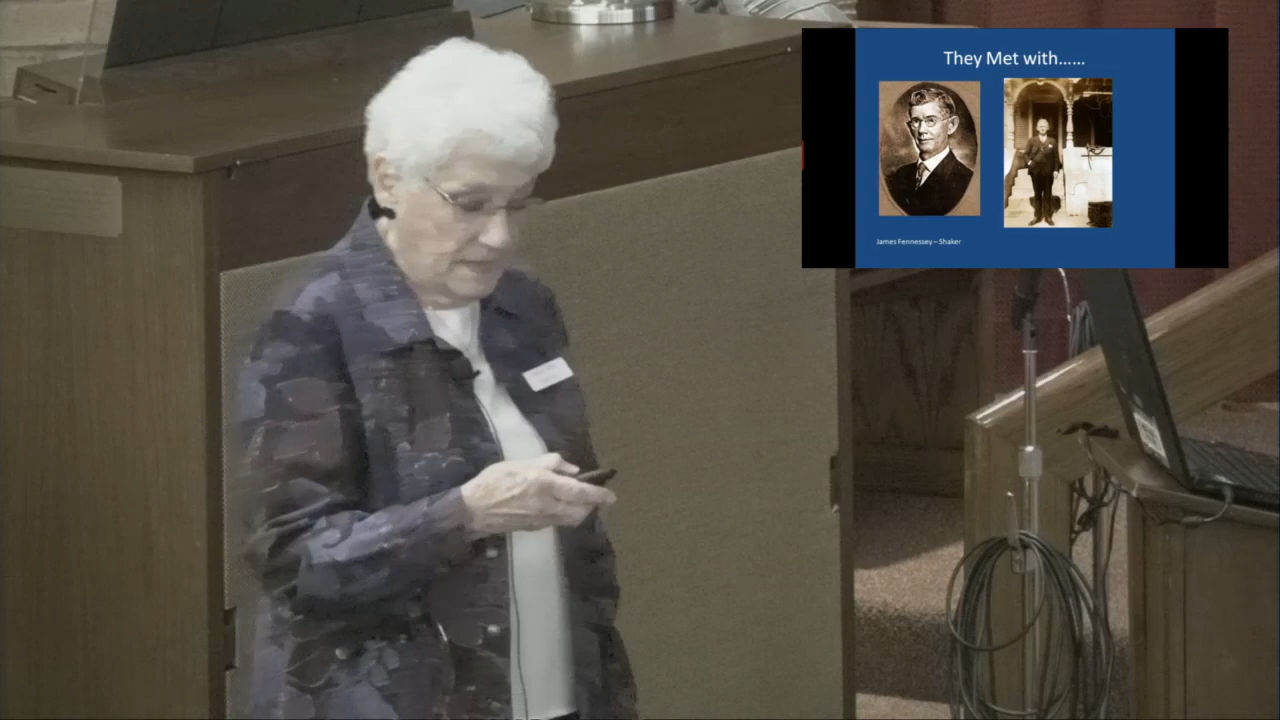 They Met with......
James Fennessey – Shaker